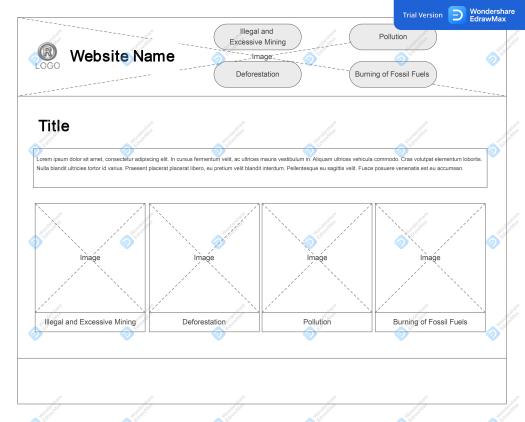 Trial Version
Wondershare
EdrawMax
Illegal and
Excessive Mining
Pollution
®
LOGO
Website Name
Image
Deforestation
Burning of Fossil Fuels
Title
Lorem ipsum dolor sit amet, consectetur adipiscing elit. In cursus fermentum velit, ac ultrices mauris vestibulum in. Aliquam ultrices vehicula commodo. Cras volutpat elementum lobortis.
Nulla blandit ultricies tortor id varius. Praesent placerat placerat libero, eu pretium velit blandit interdum. Pellentesque eu sagittis velit. Fusce posuere venenatis est eu accumsan.
Image
Image
Image
Image
Illegal and Excessive Mining
Deforestation
Pollution
Burning of Fossil Fuels